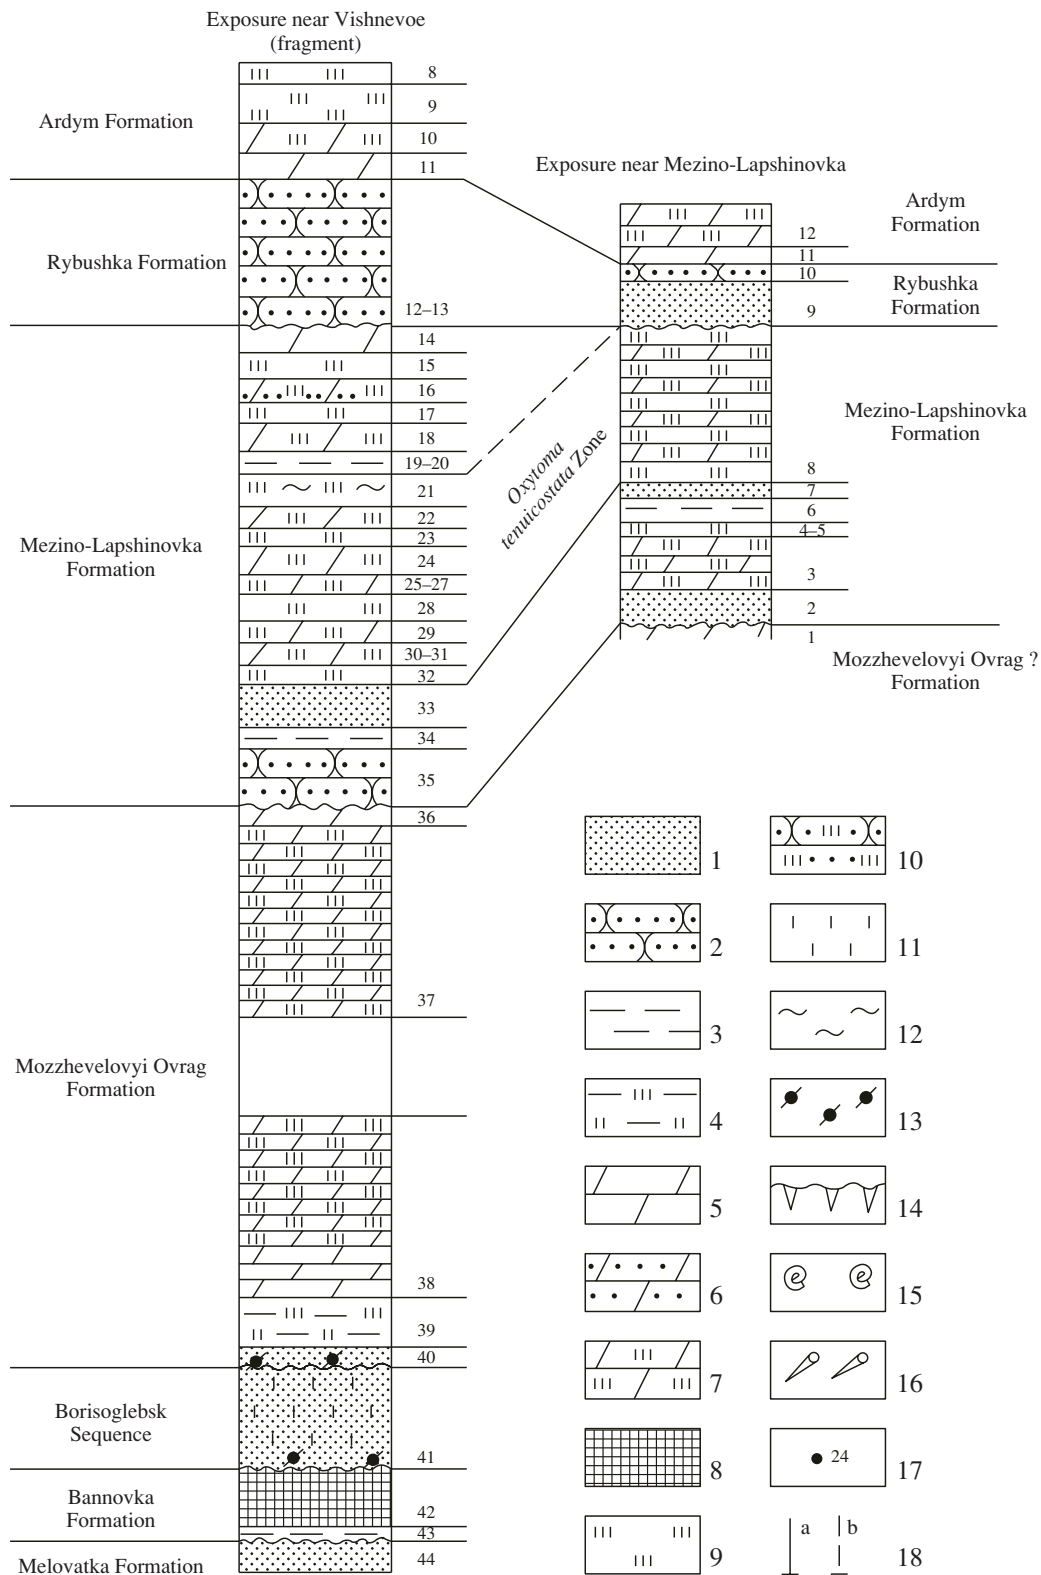 Exposure near Vishnevoe
(fragment)
8
9
Ardym Formation
10
11
Rybushka Formation
12–13
14
15
16
17
18
19–20
21
22
23
Mezino-Lapshinovka
Formation
24
25–27
28
29
30–31
32
33
34
35
36
37
Mozzhevelovyi Ovrag
Formation
38
39
40
Borisoglebsk
Sequence
41
Bannovka
Formation
42
43
Melovatka Formation
44
Oxytoma
tenuicostata Zone
Exposure near Mezino-Lapshinovka
Ardym
Formation
12
11
10
Rybushka
Formation
9
Mezino-Lapshinovka
Formation
8
7
6
4–5
3
2
1
Mozzhevelovyi Ovrag ?
Formation
1
2
3
4
5
6
7
8
9
10
11
12
13
14
15
16
24
17
a
b
18